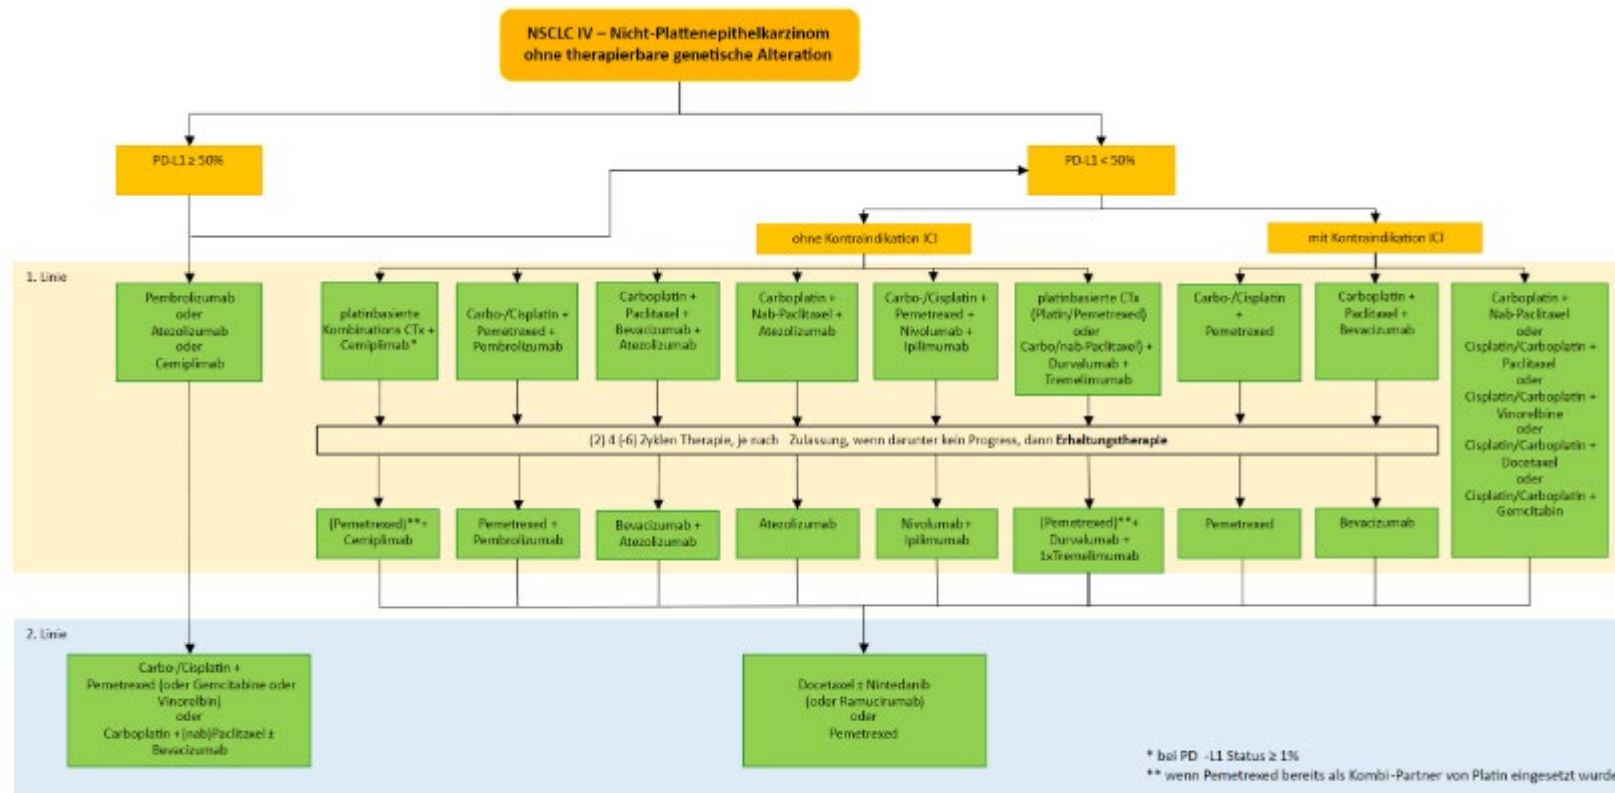 NSCLC IV – Nicht-Plattenepithelkarzinom
ohne therapierbare genetische Alteration
PD-L1 ≥ 50%
PD-L1 < 50%
ohne Kontraindikation ICI
mit Kontraindikation ICI
1. Linie
Pembrolizumab
oder
Atezolizumab
oder
Cemiplimab
platinbasierte
Kombinations CTx +
Cemiplimab*
Carbo-/Cisplatin +
Pemetrexed +
Pembrolizumab
Carboplatin +
Paclitaxel +
Bevacizumab +
Atezolizumab
Carboplatin +
Nab-Paclitaxel +
Atezolizumab
Carbo-/Cisplatin +
Pemetrexed +
Nivolumab +
Ipilimumab
platinbasierte CTx
(Platin/Pemetrexed)
oder
Carbo/nab-Paclitaxel) +
Durvalumab +
Tremelimumab
Carbo-/Cisplatin
+
Pemetrexed
Carboplatin +
Paclitaxel +
Bevacizumab
Carboplatin +
Nab-Paclitaxel
oder
Cisplatin/Carboplatin +
Paclitaxel
oder
Cisplatin/Carboplatin +
Vinorelbine
oder
Cisplatin/Carboplatin +
Docetaxel
oder
Cisplatin/Carboplatin +
Gemcitabin
(2) 4 (-6) Zyklen Therapie, je nach Zulassung, wenn darunter kein Progress, dann Erhaltungstherapie
(Pemetrexed)**+
Cemiplimab
Pemetrexed +
Pembrolizumab
Bevacizumab +
Atezolizumab
Atezolizumab
Nivolumab+
Ipilimumab
(Pemetrexed)**+
Durvalumab +
1xTremelimumab
Pemetrexed
Bevacizumab
2. Linie
Carbo-/Cisplatin +
Pemetrexed (oder Gemcitabine oder
Vinorelbin)
oder
Carboplatin +(nab)Paclitaxel ±
Bevacizumab
Docetaxel ± Nintedanib
(oder Ramucirumab)
oder
Pemetrexed
* bei PD -L1 Status ≥ 1%
** wenn Pemetrexed bereits als Kombi-Partner von Platin eingesetzt wurde